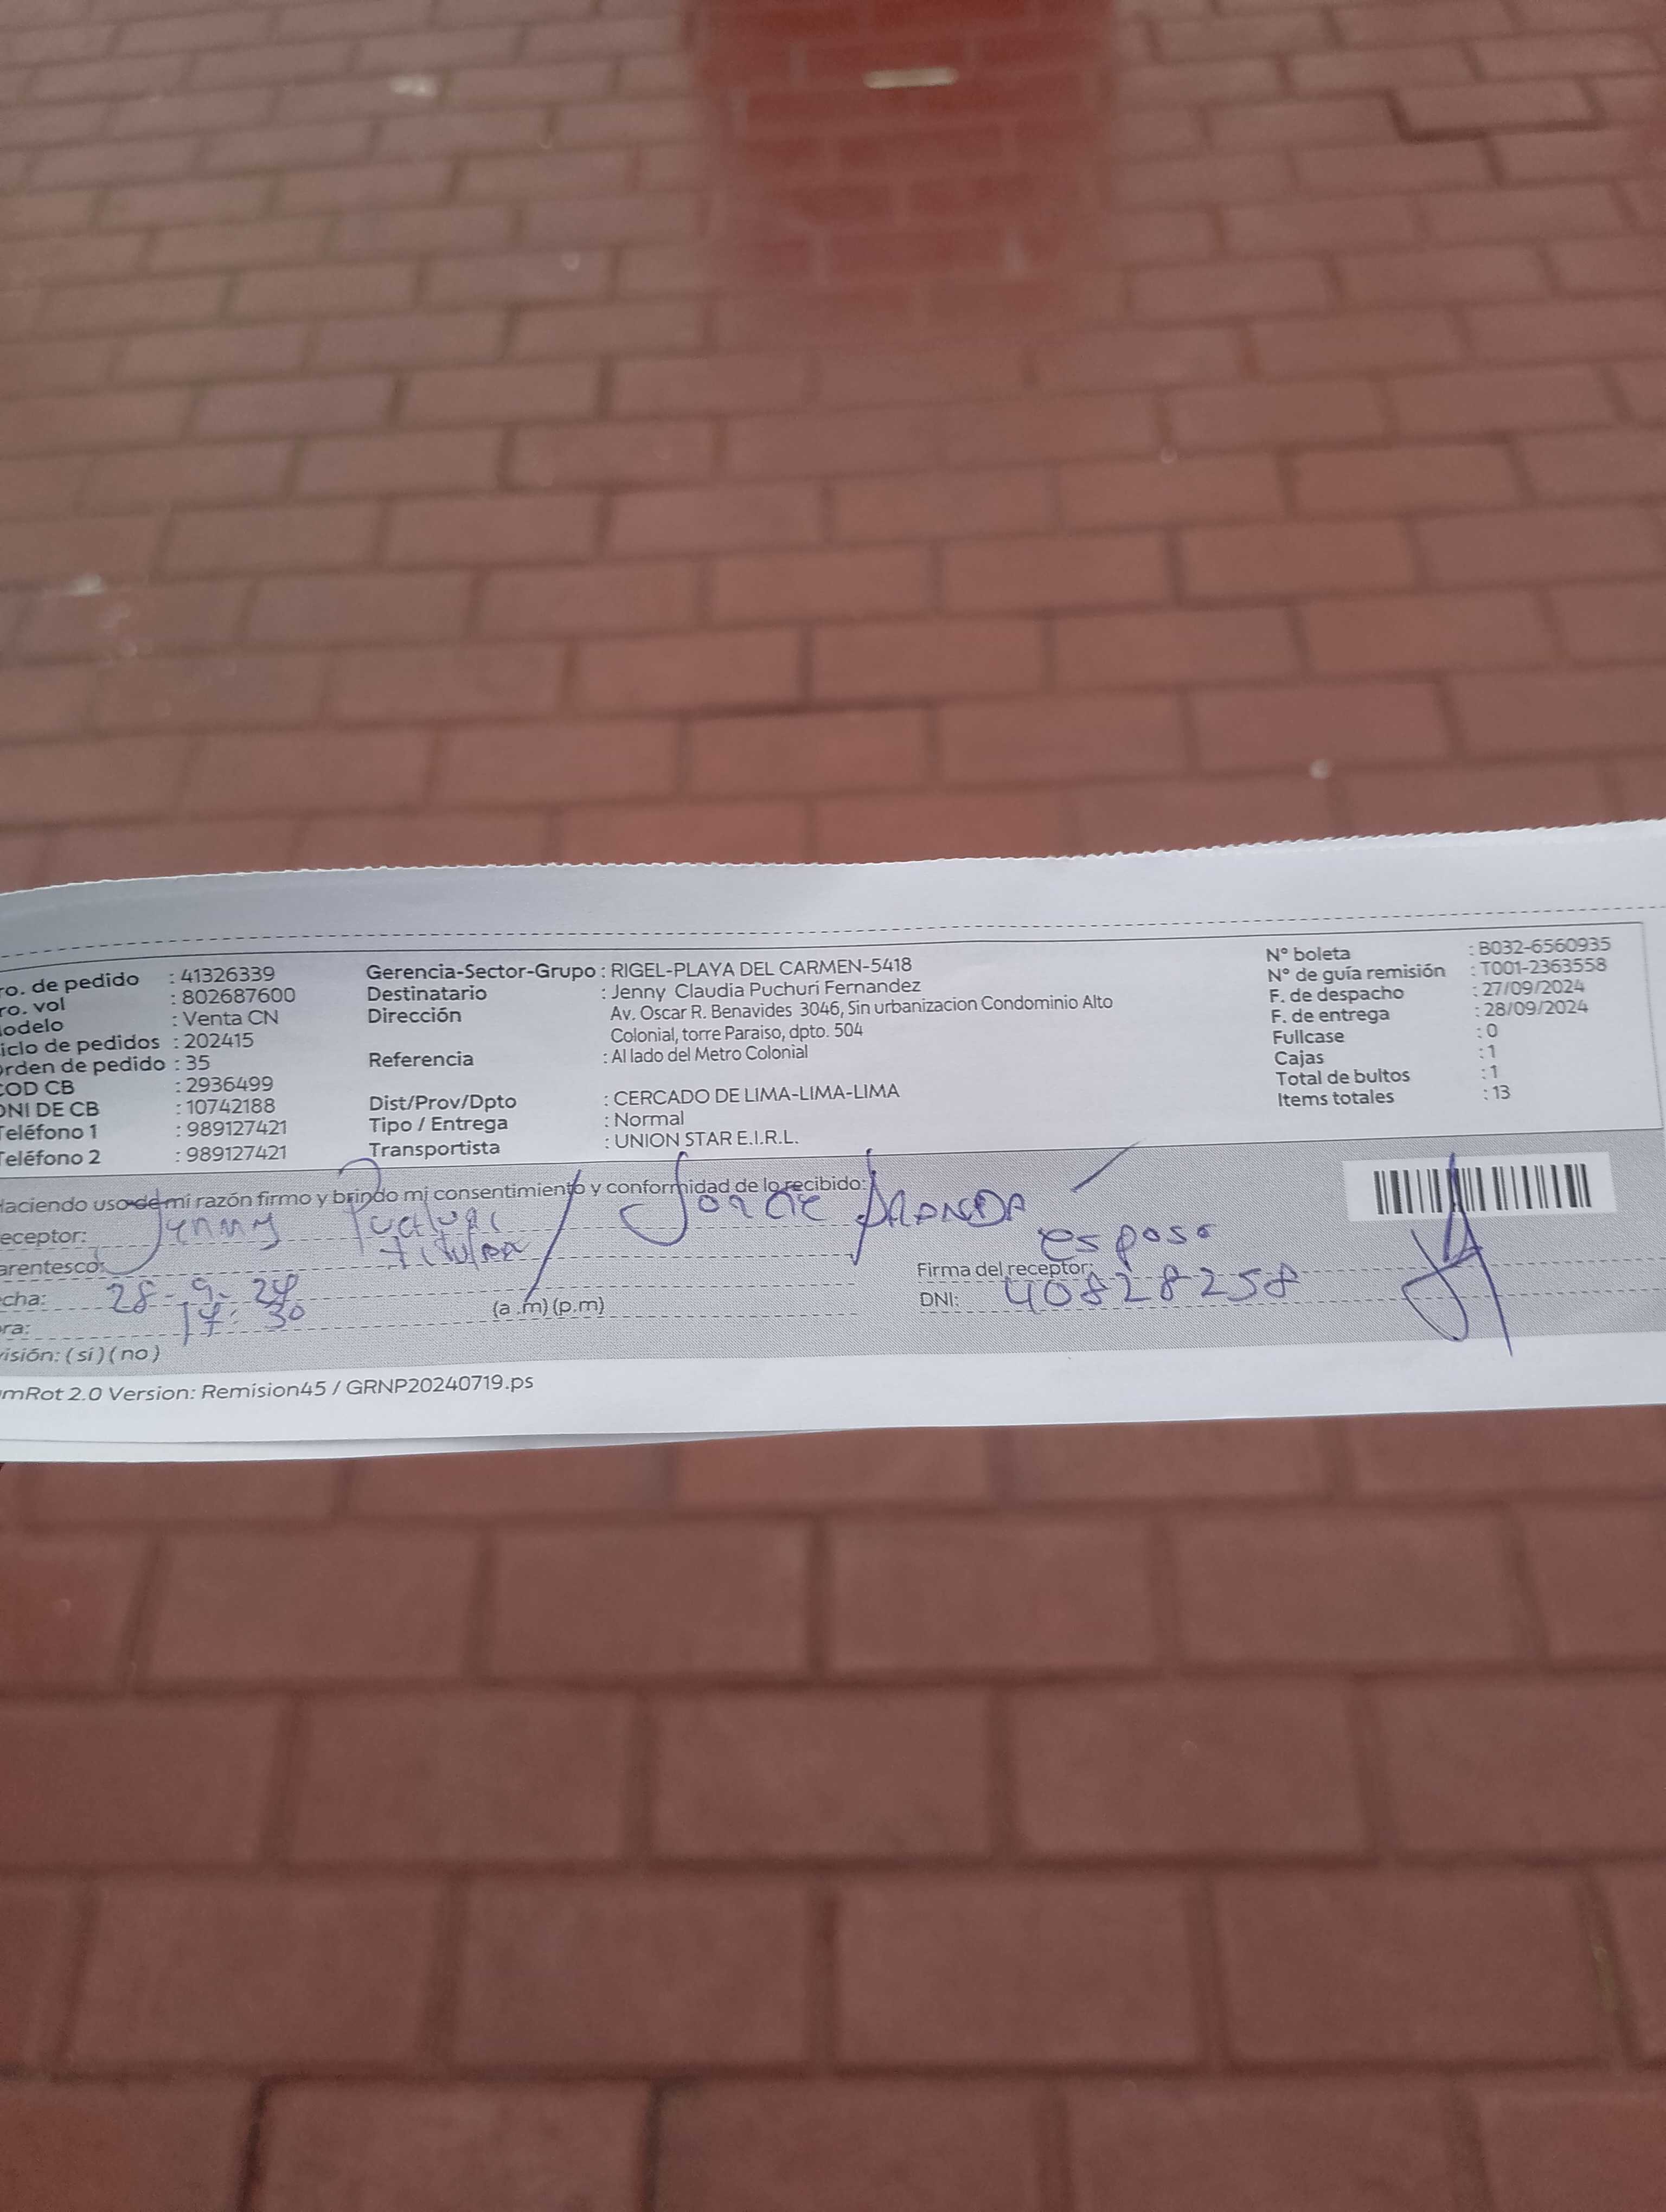 ro. de pedido : 41326339
ro. vol : 802687600
odelo : Venta CN
iclo de pedidos : 202415
rden de pedido : 35
COD CB : 2936499
DNI DE CB : 10742188
Teléfono 1 : 989127421
Teléfono 2 : 989127421
Gerencia-Sector-Grupo : RIGEL-PLAYA DEL CARMEN-5418
Destinatario : Jenny Claudia Puchuri Fernandez
Dirección : Av. Oscar R. Benavides 3046, Sin urbanizacion Condominio Alto
Colonial, torre Paraiso, dpto. 504
Referencia : Al lado del Metro Colonial
Dist/Prov/Dpto : CERCADO DE LIMA-LIMA-LIMA
Tipo / Entrega : Normal
Transportista : UNION STAR E.I.R.L.
N° boleta : B032-6560935
N° de guía remisión : T001-2363558
F. de despacho : 27/09/2024
F. de entrega : 28/09/2024
Fullcase : 0
Cajas : 1
Total de bultos : 1
Items totales : 13
Haciendo uso de mi razón firmo y brindo mi consentimiento y conformidad de lo recibido:
eceptor: Jenny Puchuri / Jorge ARANDA
titular esposo
arentesco:
cha: 28-9-24
ra: 17:30 (a .m) (p.m)
Firma del receptor:
DNI: 40828258
visión: ( si ) ( no )
mRot 2.0 Version: Remision45 / GRNP20240719.ps